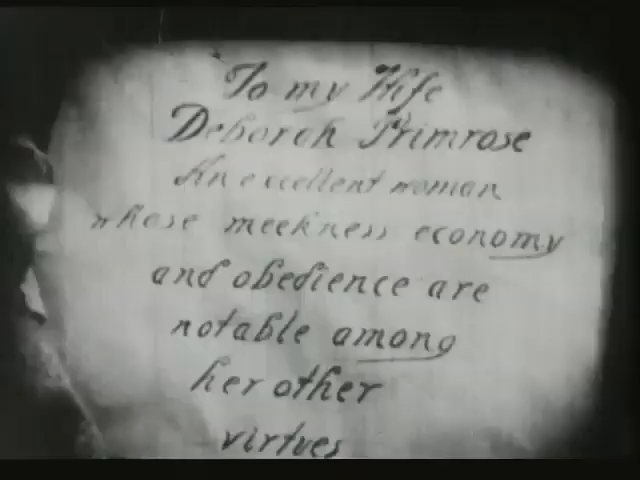 To my Wife
Deborah Primrose
An excellent woman
whose meekness economy
and obedience are
notable among
her other
virtues